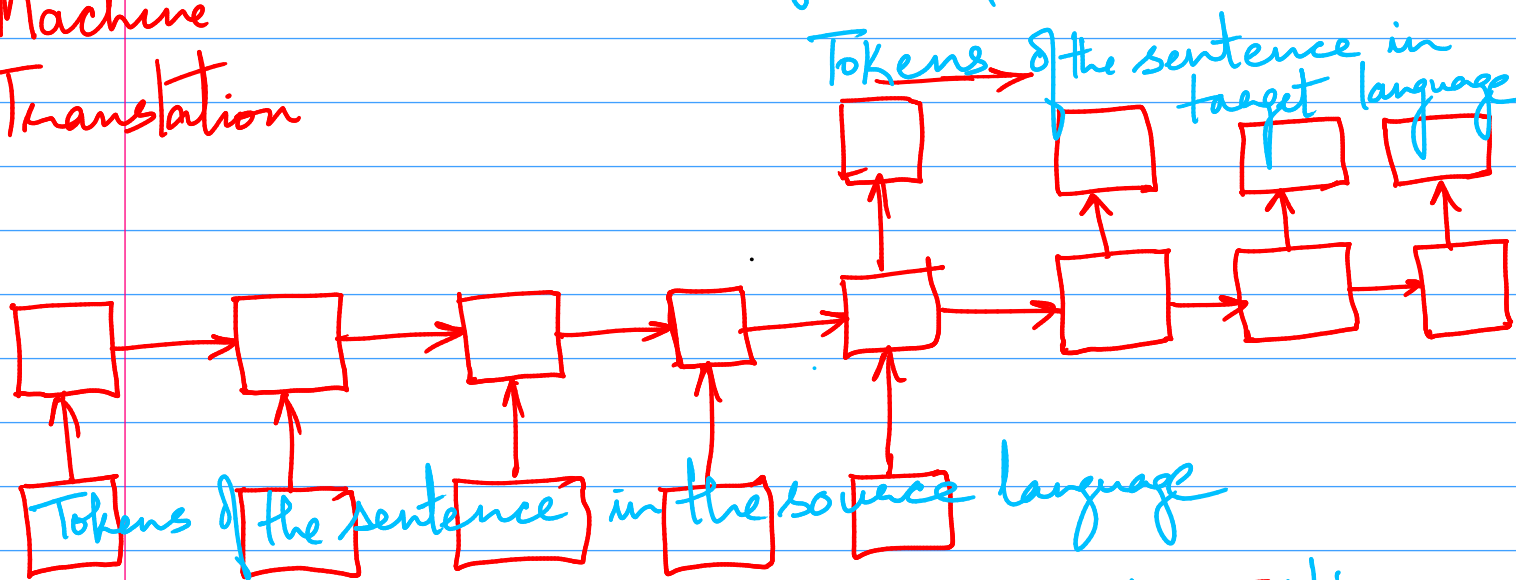 Machine
Translation
Tokens of the sentence in
target language
Tokens of the sentence in the source language